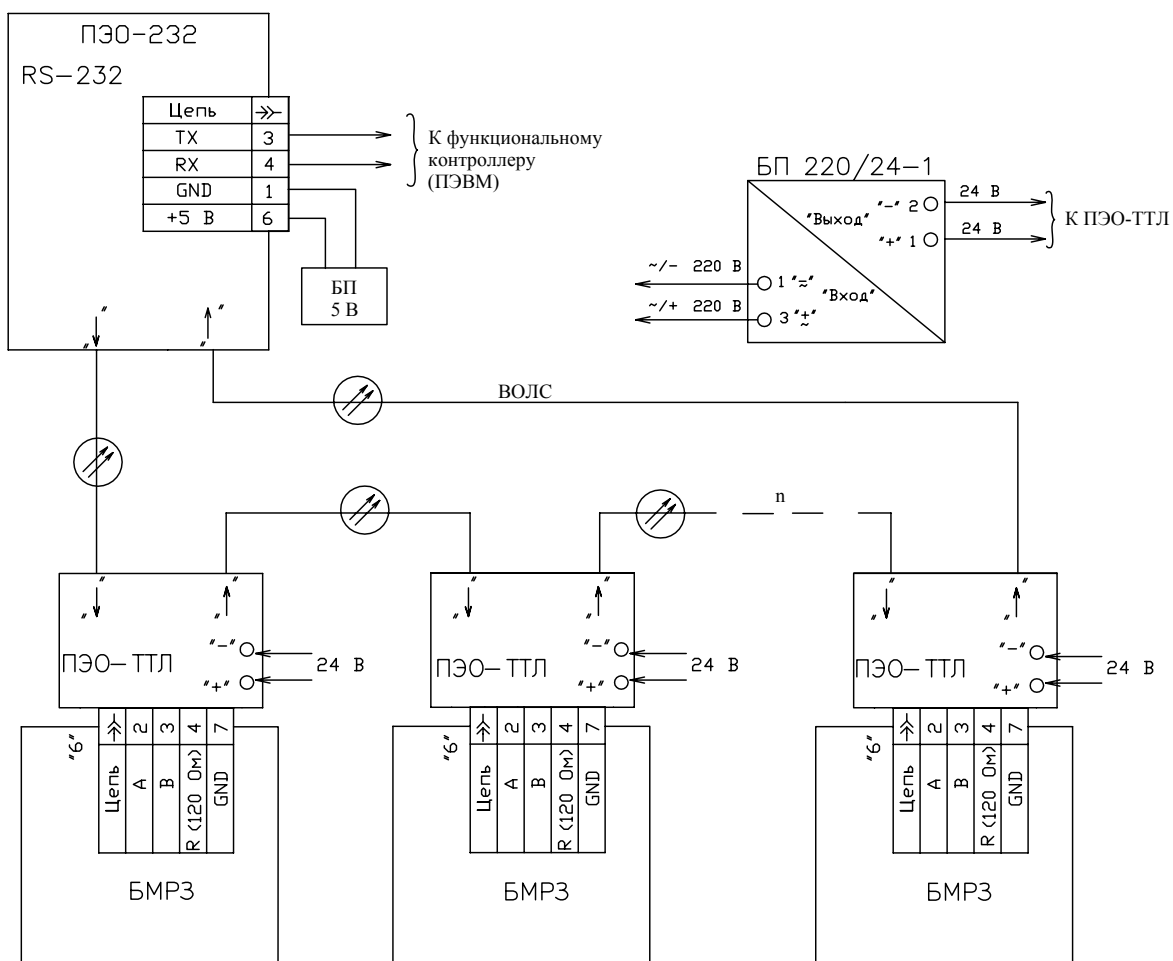 ПЭО-232
RS-232
Цепь
TX 3
RX 4
GND 1
+5 В 6
К функциональному
контроллеру
(ПЭВМ)
БП
5 В
БП 220/24-1
"Выход" "-" 2
"+" 1
24 В
24 В
К ПЭО-ТТЛ
~/- 220 В
~/+ 220 В
1 "≂"
"Вход"
3 "±~"
ВОЛС
n
ПЭО-ТТЛ
"-"
"+"
24 В
ПЭО-ТТЛ
"-"
"+"
24 В
ПЭО-ТТЛ
"-"
"+"
24 В
"6"
Цепь
A 2
B 3
R (120 Ом) 4
GND 7
БМРЗ
"6"
Цепь
A 2
B 3
R (120 Ом) 4
GND 7
БМРЗ
"6"
Цепь
A 2
B 3
R (120 Ом) 4
GND 7
БМРЗ